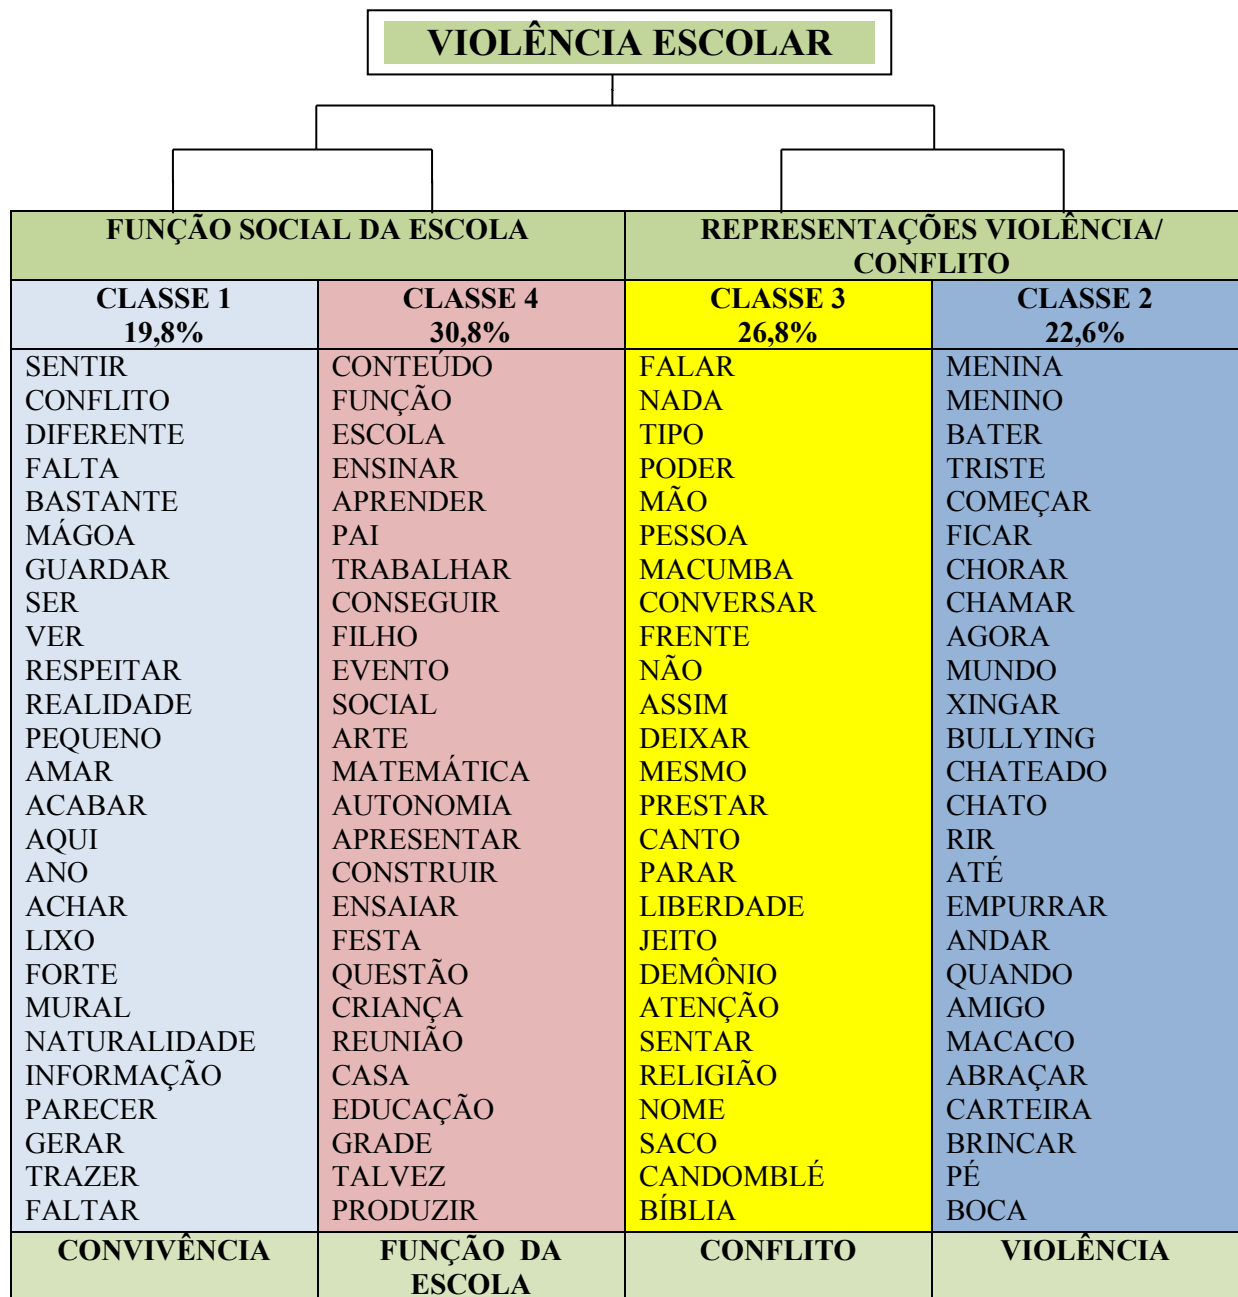 VIOLÊNCIA ESCOLAR
FUNÇÃO SOCIAL DA ESCOLA
REPRESENTAÇÕES VIOLÊNCIA/
CONFLITO
CLASSE 1
19,8%
SENTIR
CONFLITO
DIFERENTE
FALTA
BASTANTE
MÁGOA
GUARDAR
SER
VER
RESPEITAR
REALIDADE
PEQUENO
AMAR
ACABAR
AQUI
ANO
ACHAR
LIXO
FORTE
MURAL
NATURALIDADE
INFORMAÇÃO
PARECER
GERAR
TRAZER
FALTAR
CONVIVÊNCIA
CLASSE 4
30,8%
CONTEÚDO
FUNÇÃO
ESCOLA
ENSINAR
APRENDER
PAI
TRABALHAR
CONSEGUIR
FILHO
EVENTO
SOCIAL
ARTE
MATEMÁTICA
AUTONOMIA
APRESENTAR
CONSTRUIR
ENSAIAR
FESTA
QUESTÃO
CRIANÇA
REUNIÃO
CASA
EDUCAÇÃO
GRADE
TALVEZ
PRODUZIR
FUNÇÃO DA
ESCOLA
CLASSE 3
26,8%
FALAR
NADA
TIPO
PODER
MÃO
PESSOA
MACUMBA
CONVERSAR
FRENTE
NÃO
ASSIM
DEIXAR
MESMO
PRESTAR
CANTO
PARAR
LIBERDADE
JEITO
DEMÔNIO
ATENÇÃO
SENTAR
RELIGIÃO
NOME
SACO
CANDOMBLÉ
BÍBLIA
CONFLITO
CLASSE 2
22,6%
MENINA
MENINO
BATER
TRISTE
COMEÇAR
FICAR
CHORAR
CHAMAR
AGORA
MUNDO
XINGAR
BULLYING
CHATEADO
CHATO
RIR
ATÉ
EMPURRAR
ANDAR
QUANDO
AMIGO
MACACO
ABRAÇAR
CARTEIRA
BRINCAR
PÉ
BOCA
VIOLÊNCIA